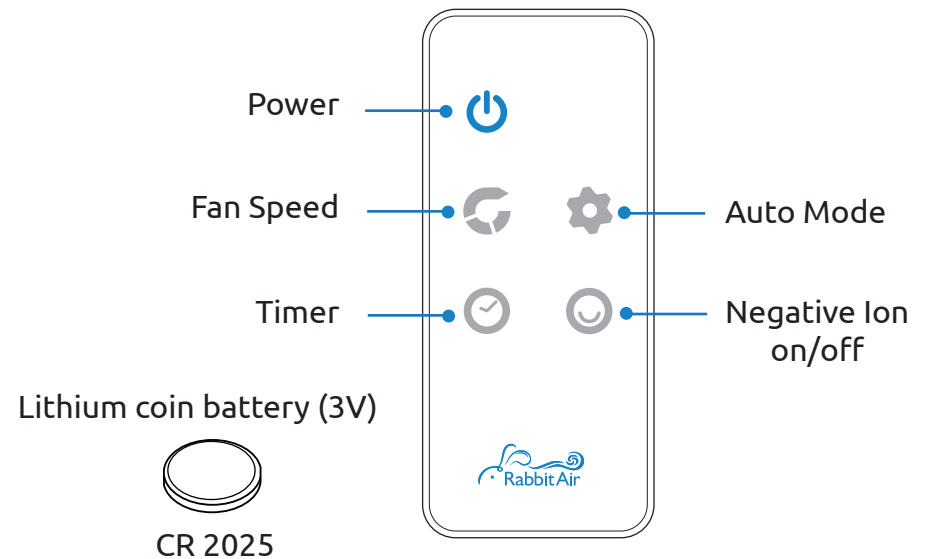 Power
Fan Speed
Auto Mode
Timer
Negative Ion
on/off
Lithium coin battery (3V)
RabbitAir
CR 2025